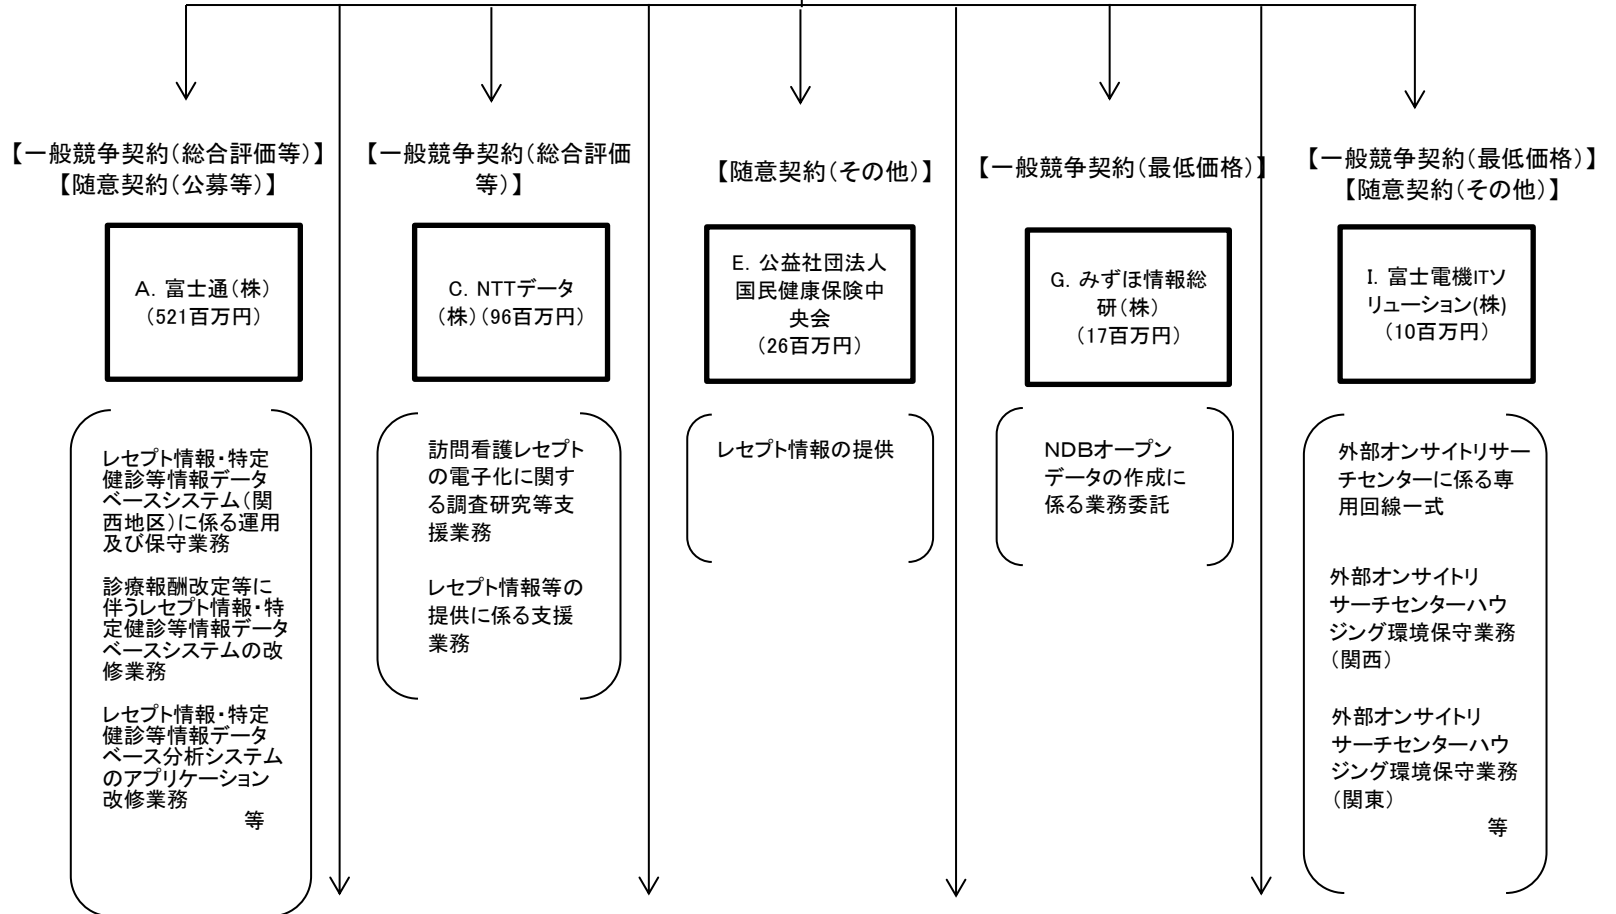 【一般競争契約(総合評価等)】
【随意契約(公募等)】
A. 富士通(株)
(521百万円)
レセプト情報・特定
健診等情報データ
ベースシステム(関
西地区)に係る運用
及び保守業務
診療報酬改定等に
伴うレセプト情報・特
定健診等情報データ
ベースシステムの改
修業務
レセプト情報・特定
健診等情報データ
ベース分析システム
のアプリケーション
改修業務
等
【一般競争契約(総合評価
等)】
C. NTTデータ
(株)(96百万円)
訪問看護レセプト
の電子化に関す
る調査研究等支
援業務
レセプト情報等の
提供に係る支援
業務
【随意契約(その他)】
E. 公益社団法人
国民健康保険中
央会
(26百万円)
レセプト情報の提供
【一般競争契約(最低価格)】
G. みずほ情報総
研(株)
(17百万円)
NDBオープン
データの作成に
係る業務委託
【一般競争契約(最低価格)】
【随意契約(その他)】
I. 富士電機ITソ
リューション(株)
(10百万円)
外部オンサイトリサー
チセンターに係る専
用回線一式
外部オンサイトリ
サーチセンターハウ
ジング環境保守業務
(関西)
外部オンサイトリ
サーチセンターハウ
ジング環境保守業務
(関東)
等